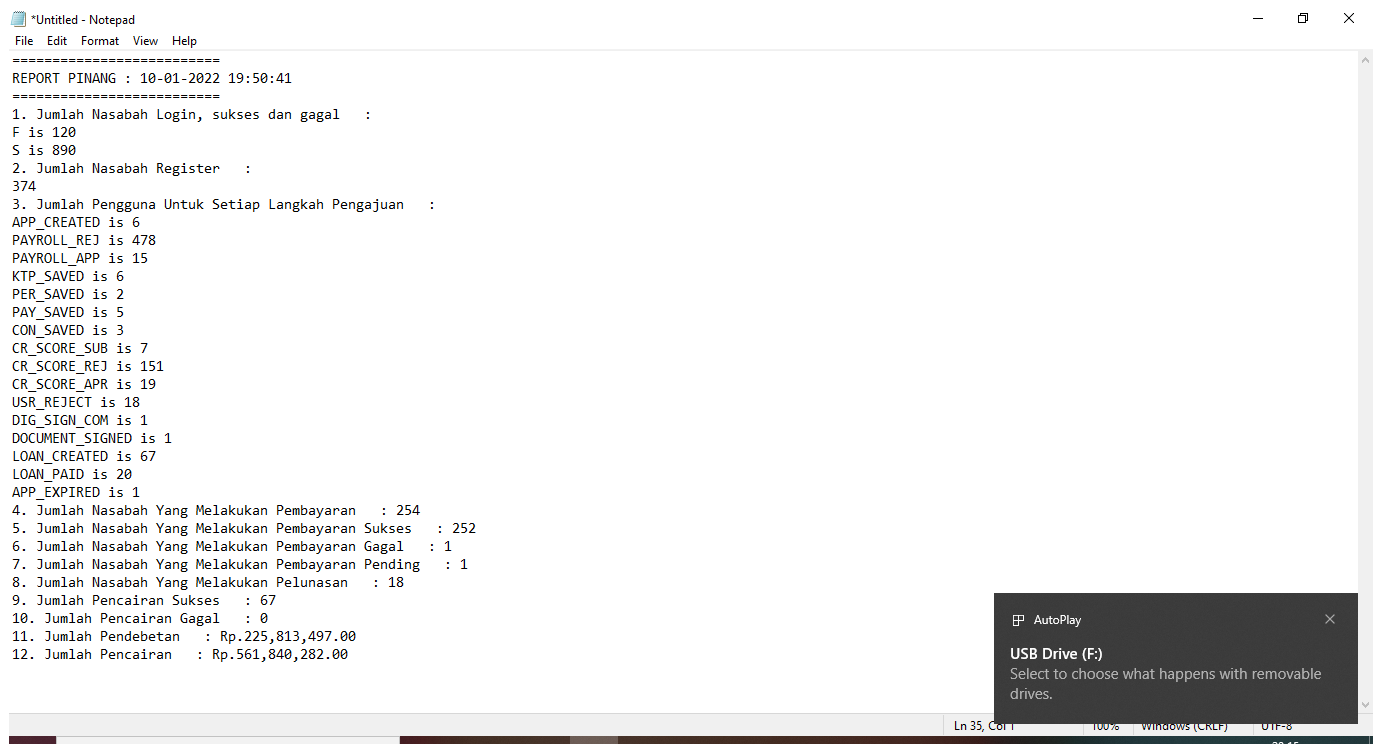 *Untitled - Notepad
File Edit Format View Help
==========================
REPORT PINANG : 10-01-2022 19:50:41
==========================
1. Jumlah Nasabah Login, sukses dan gagal   :
F is 120
S is 890
2. Jumlah Nasabah Register   :
374
3. Jumlah Pengguna Untuk Setiap Langkah Pengajuan   :
APP_CREATED is 6
PAYROLL_REJ is 478
PAYROLL_APP is 15
KTP_SAVED is 6
PER_SAVED is 2
PAY_SAVED is 5
CON_SAVED is 3
CR_SCORE_SUB is 7
CR_SCORE_REJ is 151
CR_SCORE_APR is 19
USR_REJECT is 18
DIG_SIGN_COM is 1
DOCUMENT_SIGNED is 1
LOAN_CREATED is 67
LOAN_PAID is 20
APP_EXPIRED is 1
4. Jumlah Nasabah Yang Melakukan Pembayaran   : 254
5. Jumlah Nasabah Yang Melakukan Pembayaran Sukses   : 252
6. Jumlah Nasabah Yang Melakukan Pembayaran Gagal   : 1
7. Jumlah Nasabah Yang Melakukan Pembayaran Pending   : 1
8. Jumlah Nasabah Yang Melakukan Pelunasan   : 18
9. Jumlah Pencairan Sukses   : 67
10. Jumlah Pencairan Gagal   : 0
11. Jumlah Pendebetan   : Rp.225,813,497.00
12. Jumlah Pencairan   : Rp.561,840,282.00
AutoPlay
USB Drive (F:)
Select to choose what happens with removable
drives.
Ln 35, Col 1 100% Windows (CRLF) UTF-8